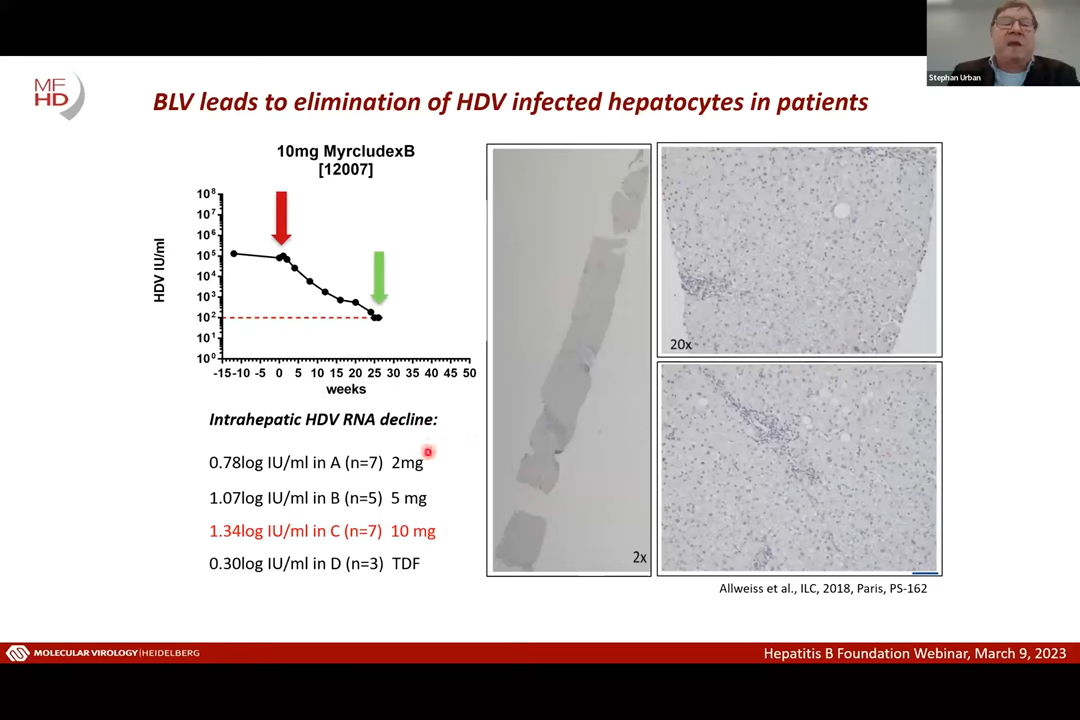 Stephan Urban
MF
HD
BLV leads to elimination of HDV infected hepatocytes in patients
10mg MyrcludexB
[12007]
HDV IU/ml
10⁸
10⁷
10⁶
10⁵
10⁴
10³
10²
10¹
10⁰
-15 -10 -5 0 5 10 15 20 25 30 35 40 45 50
weeks
Intrahepatic HDV RNA decline:
0.78log IU/ml in A (n=7) 2mg
1.07log IU/ml in B (n=5) 5 mg
1.34log IU/ml in C (n=7) 10 mg
0.30log IU/ml in D (n=3) TDF
2x
20x
Allweiss et al., ILC, 2018, Paris, PS-162
MOLECULAR VIROLOGY|HEIDELBERG
Hepatitis B Foundation Webinar, March 9, 2023